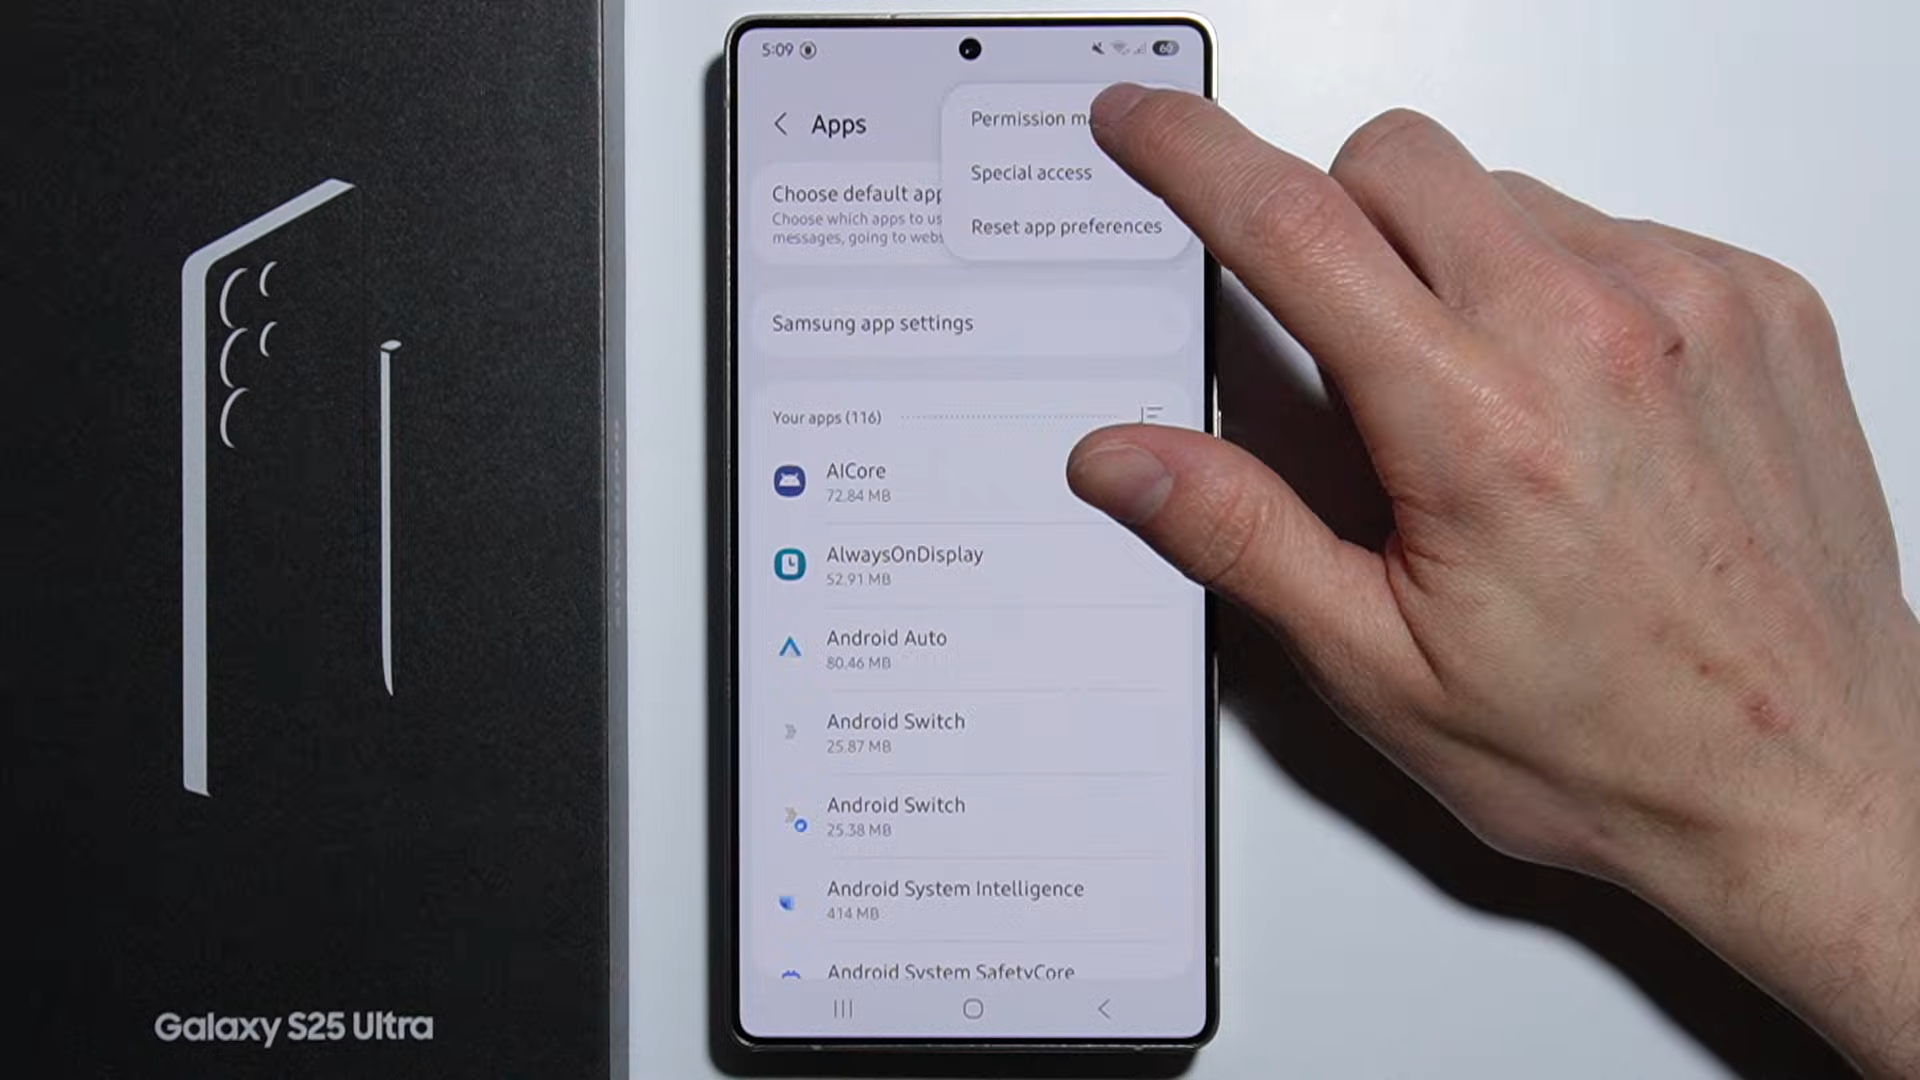 5:09
60
Apps
Permission m
Special access
Reset app preferences
Choose default app
Choose which apps to us
messages, going to webs
Samsung app settings
Your apps (116)
AICore
72.84 MB
AlwaysOnDisplay
52.91 MB
Android Auto
80.46 MB
Android Switch
25.87 MB
Android Switch
25.38 MB
Android System Intelligence
414 MB
Android System SafetyCore
Galaxy S25 Ultra